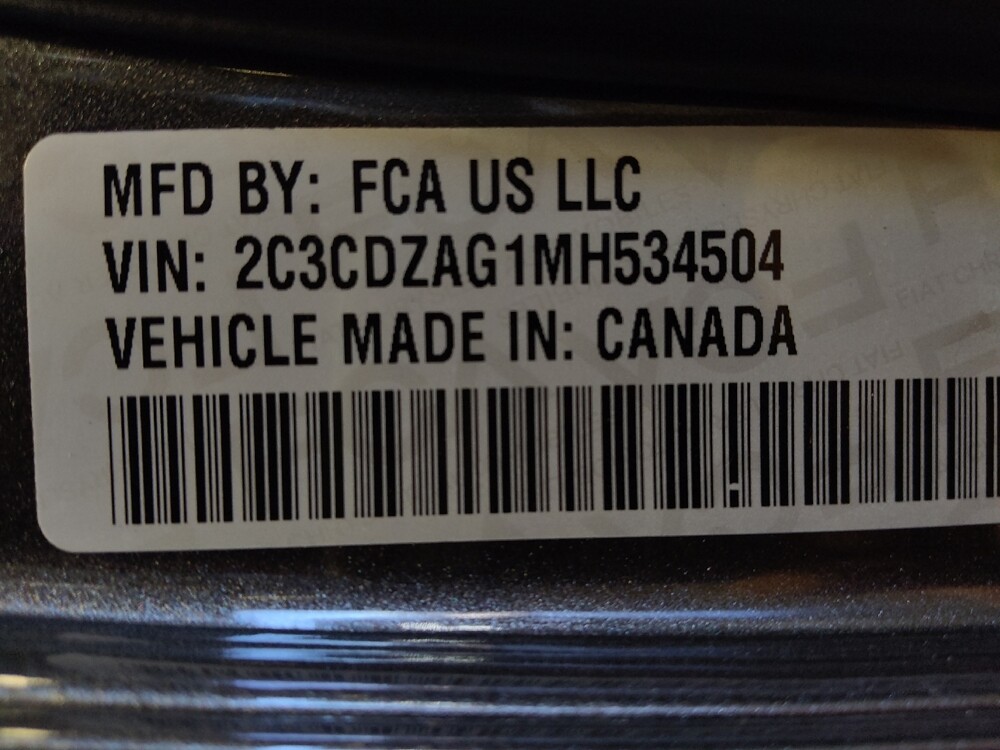 MFD BY: FCA US LLC
VIN: 2C3CDZAG1MH534504
VEHICLE MADE IN: CANADA